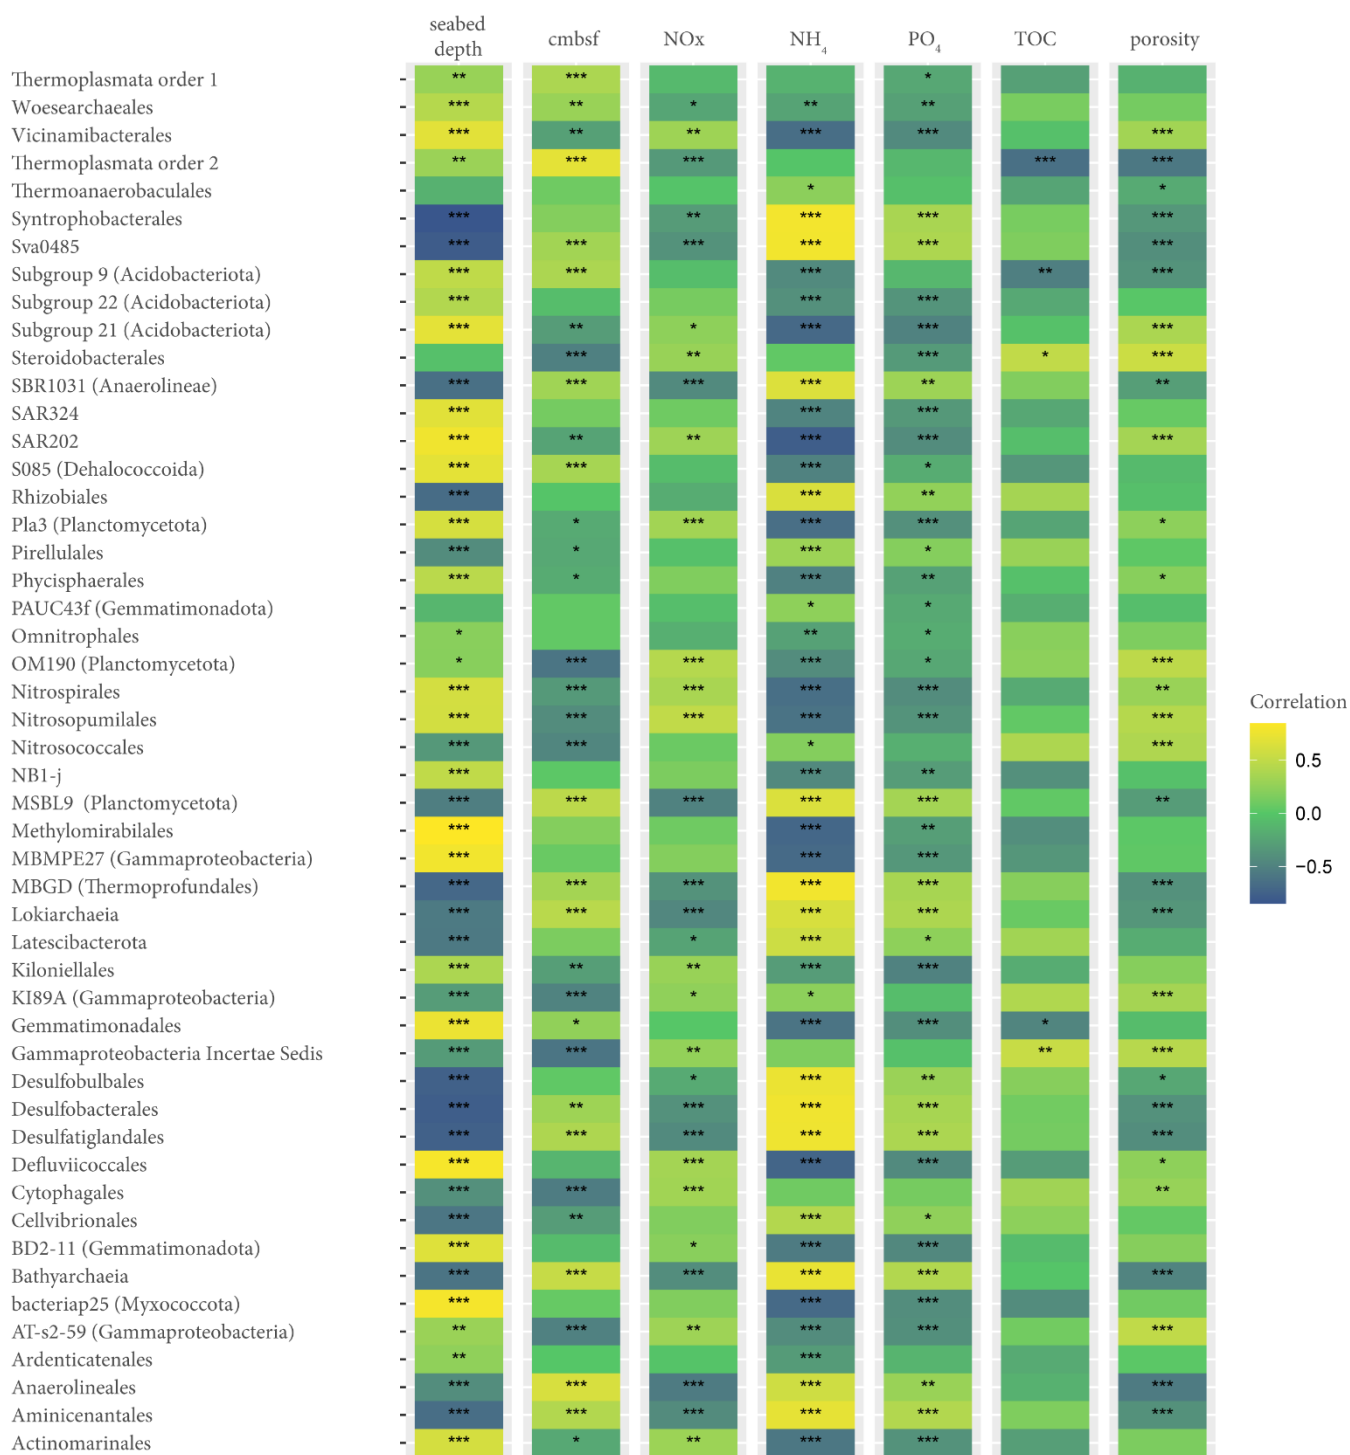 seabed depth cmbsf NOx NH₄ PO₄ TOC porosity
Thermoplasmata order 1 ** *** *
Woesearchaeales *** ** * ** **
Vicinamibacterales *** ** ** *** *** ***
Thermoplasmata order 2 ** *** *** *** ***
Thermoanaerobaculales * *
Syntrophobacterales *** ** *** *** ***
Sva0485 *** *** *** *** *** ***
Subgroup 9 (Acidobacteriota) *** *** *** ** ***
Subgroup 22 (Acidobacteriota) *** *** ***
Subgroup 21 (Acidobacteriota) *** ** * *** *** ***
Steroidobacterales *** ** *** * ***
SBR1031 (Anaerolineae) *** *** *** *** ** **
SAR324 *** *** ***
SAR202 *** ** ** *** *** ***
S085 (Dehalococcoida) *** *** *** *
Rhizobiales *** *** **
Pla3 (Planctomycetota) *** * *** *** *** *
Pirellulales *** * *** *
Phycisphaerales *** * *** ** *
PAUC43f (Gemmatimonadota) * *
Omnitrophales * ** *
OM190 (Planctomycetota) * *** *** *** * ***
Nitrospirales *** *** *** *** *** **
Nitrosopumilales *** *** *** *** *** ***
Nitrosococcales *** *** * ***
NB1-j *** *** **
MSBL9 (Planctomycetota) *** *** *** *** *** **
Methylomirabilales *** *** **
MBMPE27 (Gammaproteobacteria) *** *** ***
MBGD (Thermoprofundales) *** *** *** *** *** ***
Lokiarchaeia *** *** *** *** *** ***
Latescibacterota *** * *** *
Kiloniellales *** ** ** *** ***
KI89A (Gammaproteobacteria) *** *** * * ***
Gemmatimonadales *** * *** *** *
Gammaproteobacteria Incertae Sedis *** *** ** ** ***
Desulfobulbales *** * *** ** *
Desulfobacterales *** ** *** *** *** ***
Desulfatiglandales *** *** *** *** *** ***
Defluviicoccales *** *** *** *** *
Cytophagales *** *** *** **
Cellvibrionales *** ** *** *
BD2-11 (Gemmatimonadota) *** * *** ***
Bathyarchaeia *** *** *** *** *** ***
bacteriap25 (Myxococcota) *** *** ***
AT-s2-59 (Gammaproteobacteria) ** *** ** *** *** ***
Ardenticatenales ** ***
Anaerolineales *** *** *** *** ** ***
Aminicenantales *** *** *** *** *** ***
Actinomarinales *** * ** *** ***
Correlation
0.5
0.0
−0.5